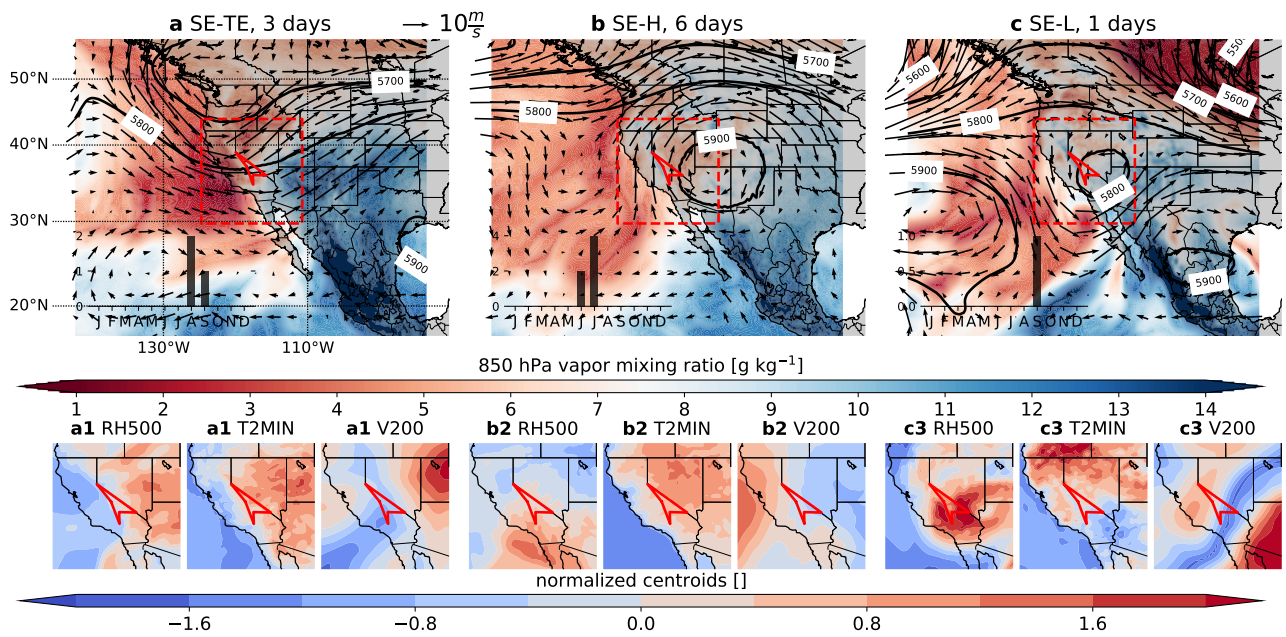 a SE-TE, 3 days
10 m/s
b SE-H, 6 days
c SE-L, 1 days
50°N
40°N
30°N
20°N
130°W
110°W
5700
5800
5900
2
1
0
J F M A M J J A S O N D
5700
5800
5900
4
2
0
J F M A M J J A S O N D
5600
550
5700
5600
5800
5900
5800
5900
1.0
0.5
0.0
J F M A M J J A S O N D
850 hPa vapor mixing ratio [g kg⁻¹]
1 2 3 4 5 6 7 8 9 10 11 12 13 14
a1 RH500
a1 T2MIN
a1 V200
b2 RH500
b2 T2MIN
b2 V200
c3 RH500
c3 T2MIN
c3 V200
normalized centroids []
−1.6 −0.8 0.0 0.8 1.6